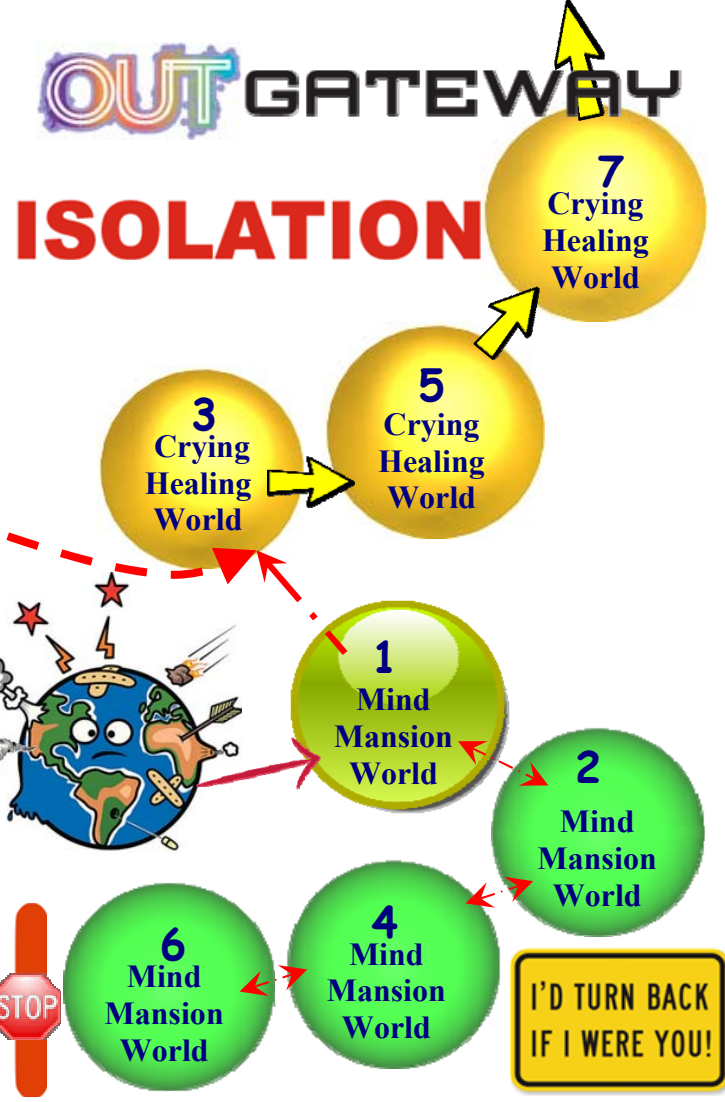 OUT GATEWAY
ISOLATION
7
Crying
Healing
World
5
Crying
Healing
World
3
Crying
Healing
World
1
Mind
Mansion
World
2
Mind
Mansion
World
4
Mind
Mansion
World
6
Mind
Mansion
World
STOP
I'D TURN BACK
IF I WERE YOU!